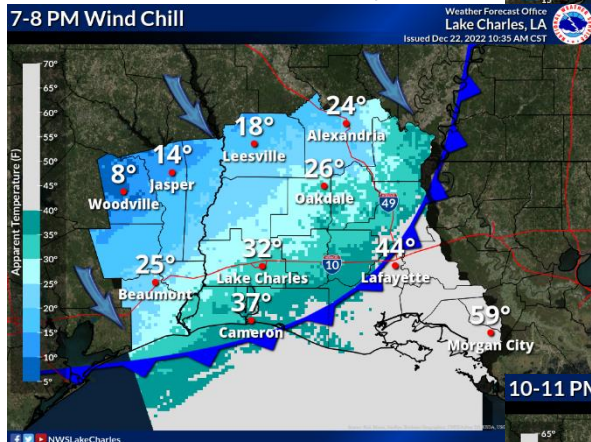 15°
7-8 PM Wind Chill
Weather Forecast Office
Lake Charles, LA
Issued Dec 22, 2022 10:35 AM CST
Apparent Temperature (F)
70°
65°
60°
55°
50°
45°
40°
35°
30°
25°
20°
15°
10°
5°
24°
Alexandria
18°
Leesville
14°
Jasper
8°
Woodville
26°
Oakdale
49
32°
Lake Charles
10
44°
Lafayette
25°
Beaumont
37°
Cameron
59°
Morgan City
10-11 PM
65°
NWSLakeCharles